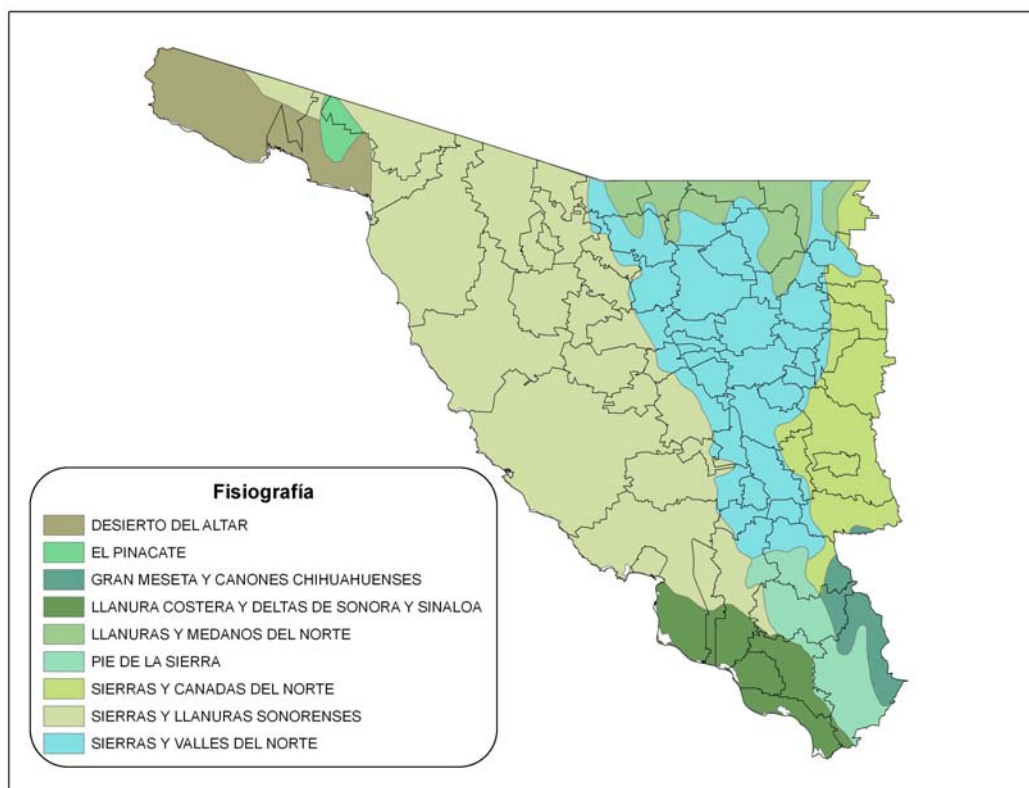 Fisiografía
DESIERTO DEL ALTAR
EL PINACATE
GRAN MESETA Y CANONES CHIHUAHUENSES
LLANURA COSTERA Y DELTAS DE SONORA Y SINALOA
LLANURAS Y MEDANOS DEL NORTE
PIE DE LA SIERRA
SIERRAS Y CANADAS DEL NORTE
SIERRAS Y LLANURAS SONORENSES
SIERRAS Y VALLES DEL NORTE